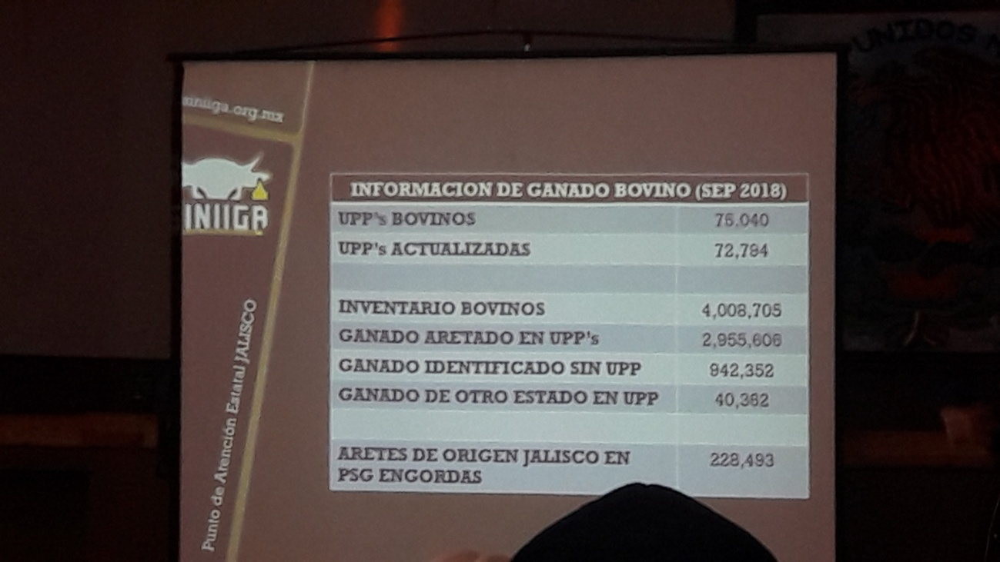 UNIDOS
siniiga.org.mx
INIIGA
Punto de Atención Estatal JALISCO
INFORMACION DE GANADO BOVINO (SEP 2018)
UPP's BOVINOS 75,040
UPP's ACTUALIZADAS 72,794
INVENTARIO BOVINOS 4,008,705
GANADO ARETADO EN UPP's 2,955,606
GANADO IDENTIFICADO SIN UPP 942,352
GANADO DE OTRO ESTADO EN UPP 40,362
ARETES DE ORIGEN JALISCO EN
PSG ENGORDAS 228,493